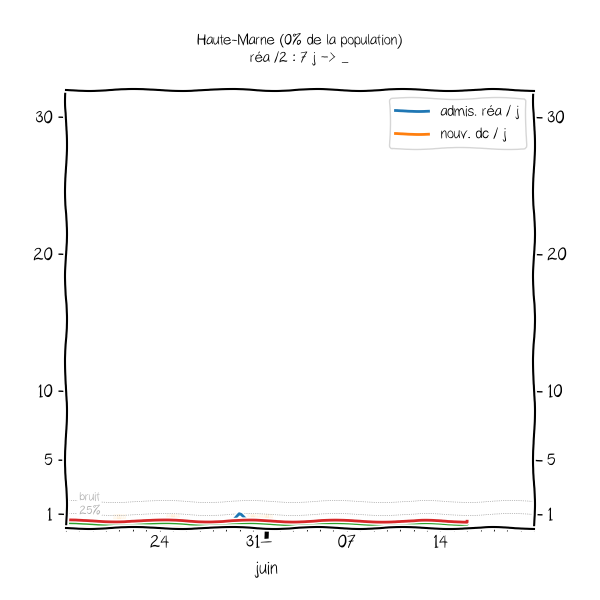 Haute-Marne (0% de la population)
réa /2 : 7 j -> _
admis. réa / j
nouv. dc / j
30 30
20 20
10 10
5 5
bruit
25%
1 1
24 31 07 14
juin